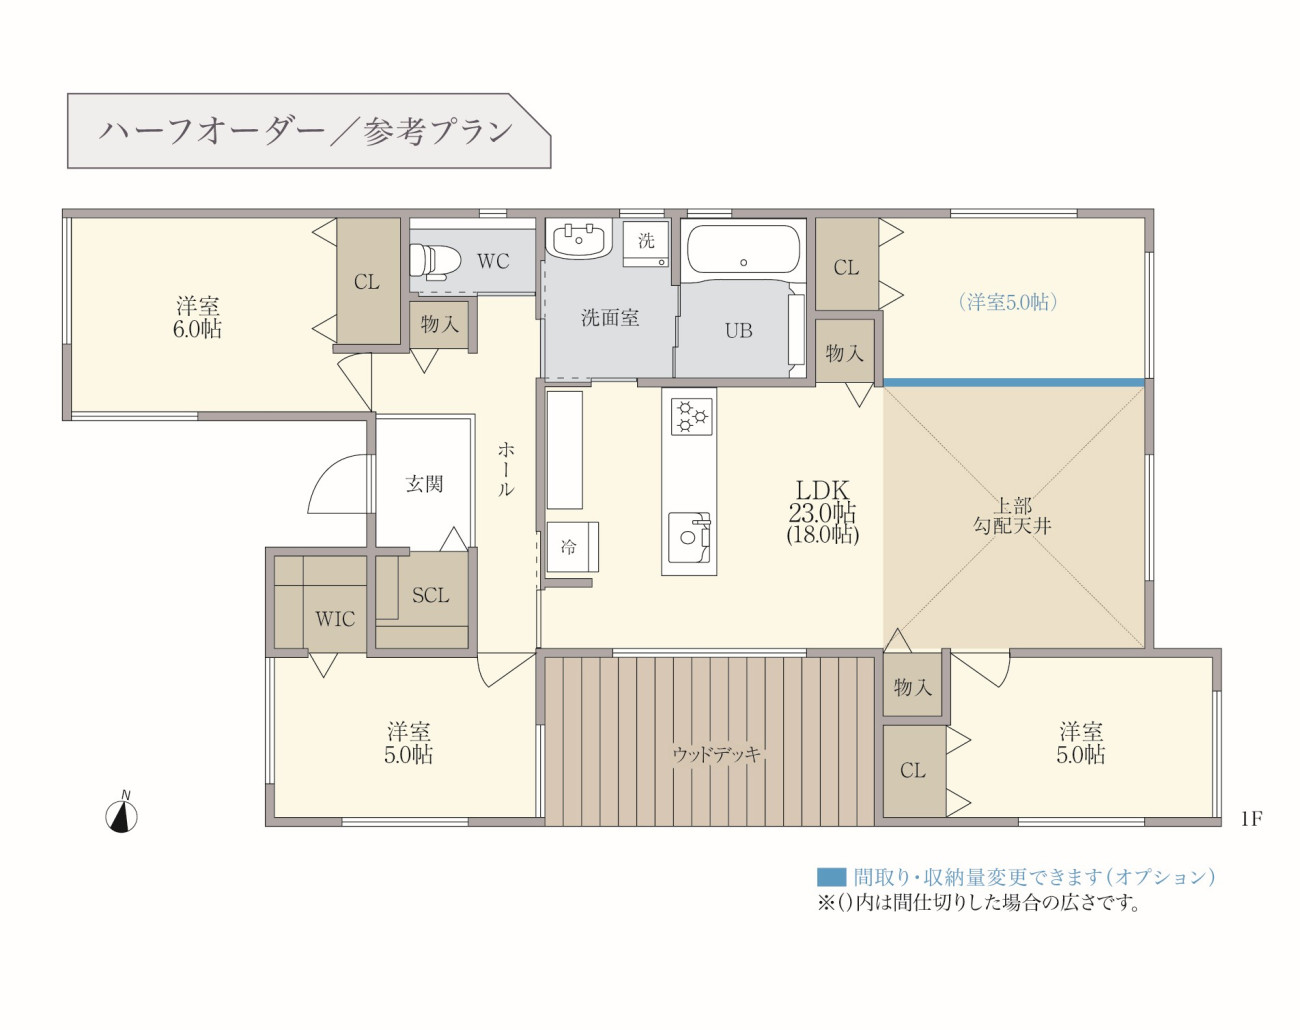 ハーフオーダー／参考プラン
洋室
6.0帖
CL
WC
物入
洗
洗面室
UB
CL
物入
（洋室5.0帖）
ホール
玄関
冷
LDK
23.0帖
(18.0帖)
上部
勾配天井
WIC
SCL
洋室
5.0帖
ウッドデッキ
物入
CL
洋室
5.0帖
N
1F
間取り・収納量変更できます（オプション）
※（）内は間仕切りした場合の広さです。